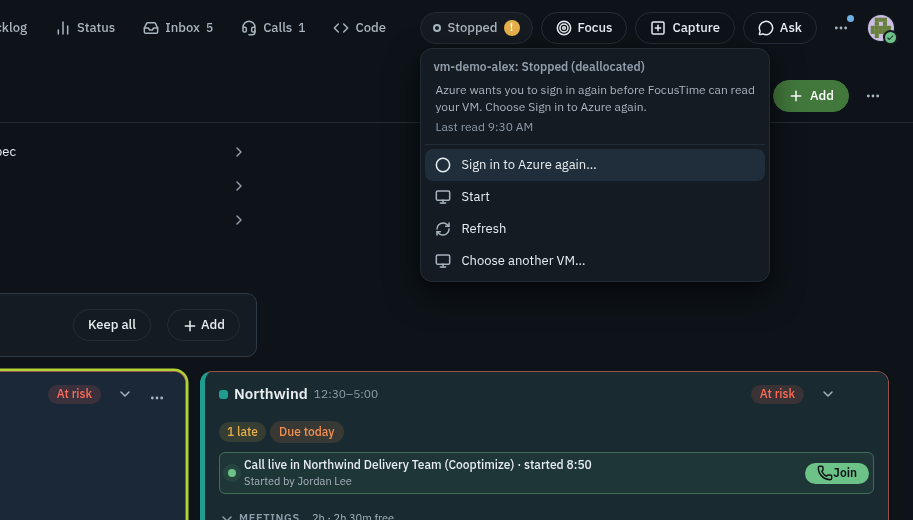 klog
Status
Inbox 5
Calls 1
Code
Stopped !
Focus
Capture
Ask
vm-demo-alex: Stopped (deallocated)
Azure wants you to sign in again before FocusTime can read
your VM. Choose Sign in to Azure again.
Last read 9:30 AM
Add
Sign in to Azure again...
Start
Refresh
Choose another VM...
pec
Keep all
Add
At risk
Northwind 12:30–5:00
At risk
1 late
Due today
Call live in Northwind Delivery Team (Cooptimize) · started 8:50
Started by Jordan Lee
Join
MEETINGS 2h · 2h 30m free